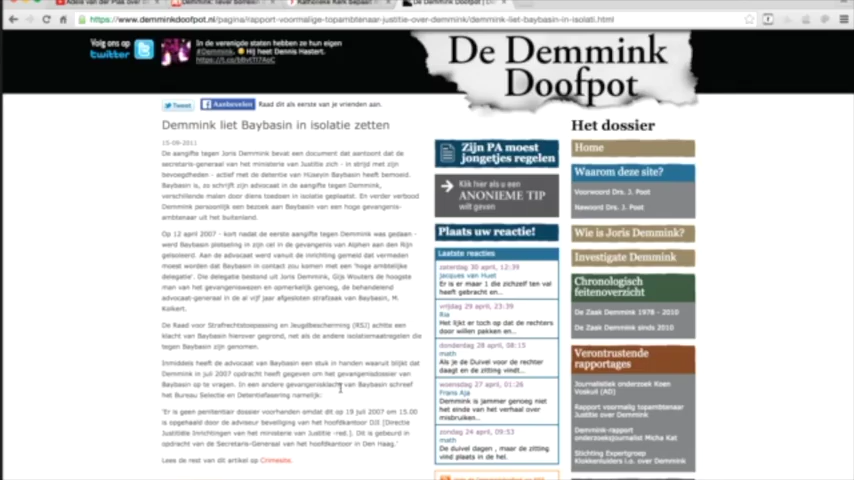 Adele van der Plas over
Katholieke Kerk bepaalt
De Demmink Doofpot | De
https://www.demminkdoofpot.nl/pagina/rapport-voormalige-topambtenaar-justitie-over-demmink/demmink-liet-baybasin-in-isolati.html
Volg ons op
twitter
In de verenigde staten hebben ze hun eigen
#Demmink. Hij heet Dennis Hastert.
De Demmink
Doofpot
Tweet
Aanbevelen
Raad dit als eerste van je vrienden aan.
Demmink liet Baybasin in isolatie zetten
15-09-2011
De aangifte tegen Joris Demmink bevat een document dat aantoont dat de
secretaris-generaal van het ministerie van Justitie zich - in strijd met zijn
bevoegdheden - actief met de detentie van Hüseyin Baybasin heeft bemoeid.
Baybasin is, zo schrijft zijn advocaat in de aangifte tegen Demmink,
verschillende malen door diens toedoen in isolatie geplaatst. En verder verbood
Demmink persoonlijk een bezoek aan Baybasin van een hoge gevangenis-
ambtenaar uit het buitenland.
Op 12 april 2007 - kort nadat de eerste aangifte tegen Demmink was gedaan -
werd Baybasin plotseling in zijn cel in de gevangenis van Alphen aan den Rijn
geïsoleerd. Aan de advocaat werd vanuit de inrichting gemeld dat vermeden
moest worden dat Baybasin in contact zou komen met een 'hoge ambtelijke
delegatie'. Die delegatie bestond uit Joris Demmink, Gijs Wouters de hoogste
man van het gevangeniswezen en opmerkelijk genoeg, de behandelend
advocaat-generaal in de al vijf jaar afgesloten strafzaak van Baybasin, M.
Kolkert.
De Raad voor Strafrechtstoepassing en Jeugdbescherming (RSJ) achtte een
klacht van Baybasin hierover gegrond, net als de andere isolatiemaatregelen die
tegen Baybasin zijn genomen.
Inmiddels heeft de advocaat van Baybasin een stuk in handen waaruit blijkt dat
Demmink in juli 2007 opdracht heeft gegeven om het gevangenisdossier van
Baybasin op te vragen. In een andere gevangenisklacht van Baybasin schreef
het Bureau Selectie en Detentiefasering namelijk:
'Er is geen penitentiair dossier voorhanden omdat dit op 19 juli 2007 om 15.00
is opgehaald door de adviseur beveiliging van het hoofdkantoor DJI [Directie
Justitiële Inrichtingen van het ministerie van Justitie -red.]. Dit is gebeurd in
opdracht van de Secretaris-Generaal van het hoofdkantoor in Den Haag.'
Lees de rest van dit artikel op Crimesite.
Zijn PA moest
jongetjes regelen
Klik hier als u een
ANONIEME TIP
wilt geven
Plaats uw reactie!
Laatste reacties
zaterdag 30 april, 12:39
Jacques van Huet
Er is er maar 1 die zichzelf ten val
heeft gebracht en...
vrijdag 29 april, 23:39
Ria
Het lijkt er toch op dat de rechters
door willen pakken en...
donderdag 28 april, 08:15
math
Als je de Duivel voor de rechter
daagt en de zitting vindt...
woensdag 27 april, 01:26
Frans Aja
Demmink is jammer genoeg niet
het einde van het verhaal over
misbruiken...
zondag 24 april, 09:53
math
De duivel dagen , maar de zitting
vind plaats in de hel.
Het dossier
Home
Waarom deze site?
Voorwoord Drs. J. Poot
Nawoord Drs. J. Poot
Wie is Joris Demmink?
Investigate Demmink
Chronologisch
feitenoverzicht
De Zaak Demmink 1978 - 2010
De Zaak Demmink sinds 2010
Verontrustende
rapportages
Journalistiek onderzoek Koen
Voskuil (AD)
Rapport voormalig topambtenaar
Justitie over Demmink
Demmink-rapport
onderzoeksjournalist Micha Kat
Stichting Expertgroep
Klokkenluiders i.o. over Demmink